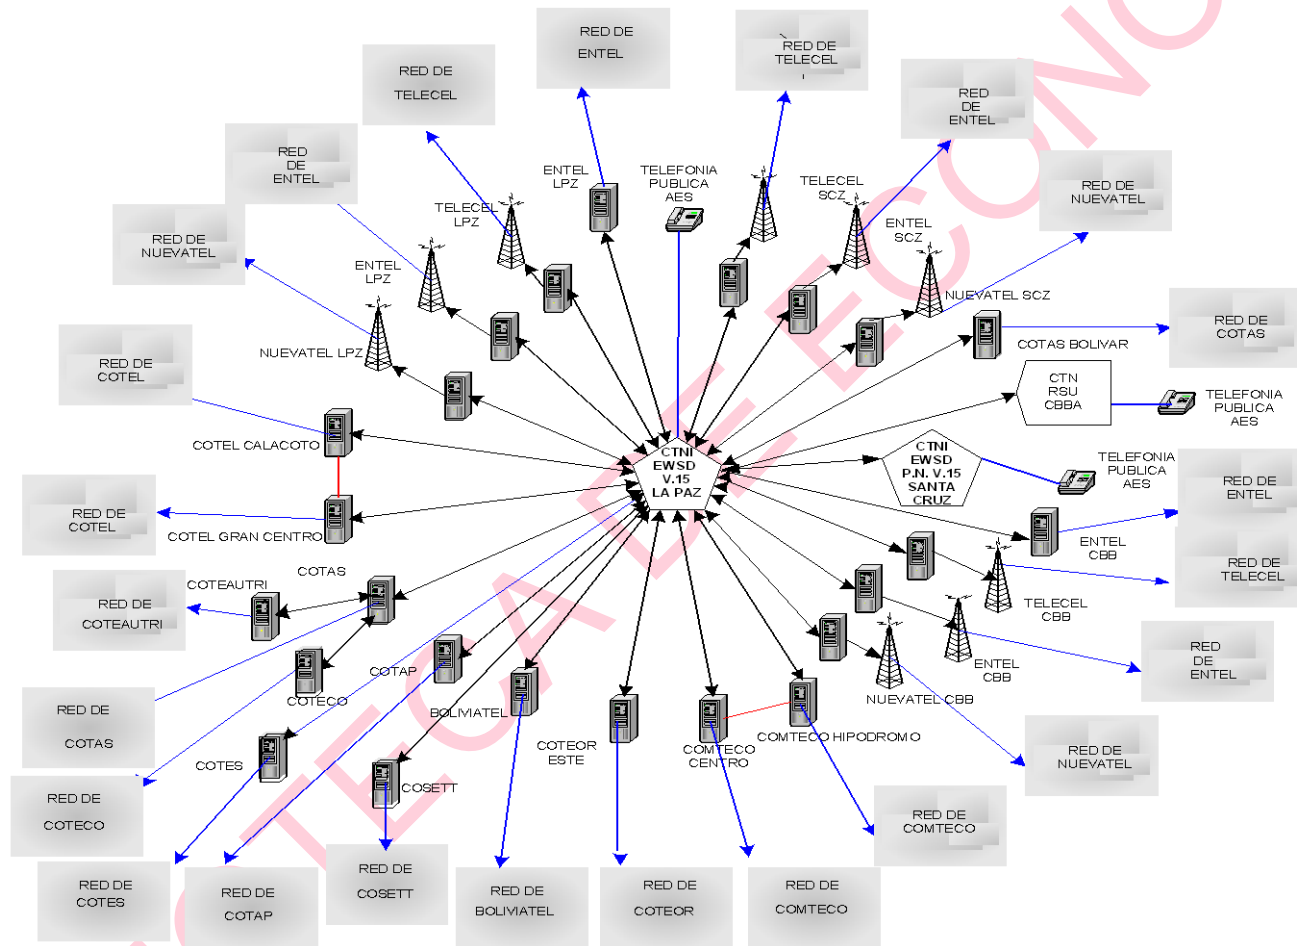 RED DE
ENTEL
RED DE
TELECEL
RED DE
TELECEL
RED
DE
ENTEL
RED
DE
ENTEL
RED DE
NUEVATEL
RED DE
NUEVATEL
ENTEL
LPZ
TELEFONIA
PUBLICA
AES
TELECEL
SCZ
TELECEL
LPZ
ENTEL
SCZ
ENTEL
LPZ
NUEVATEL SCZ
NUEVATEL LPZ
COTAS BOLIVAR
RED DE
COTAS
RED DE
COTEL
CTN
RSU
CBBA
TELEFONIA
PUBLICA
AES
COTEL CALACOTO
CTNI
EWSD
V.15
LA PAZ
CTNI
EWSD
P.N. V.15
SANTA
CRUZ
TELEFONIA
PUBLICA
AES
RED DE
ENTEL
RED DE
COTEL
COTEL GRAN CENTRO
ENTEL
CBB
RED DE
TELECEL
COTAS
COTEAUTRI
RED DE
COTEAUTRI
TELECEL
CBB
COTAP
ENTEL
CBB
RED
DE
ENTEL
COTECO
NUEVATEL CBB
BOLIVIATEL
RED DE
COTAS
COTEOR
ESTE
COMTECO
CENTRO
COMTECO HIPODROMO
RED DE
NUEVATEL
COTES
COSETT
RED DE
COTECO
RED DE
COMTECO
RED DE
COTES
RED DE
COTAP
RED DE
COSETT
RED DE
BOLIVIATEL
RED DE
COTEOR
RED DE
COMTECO
TECA DE ECONO